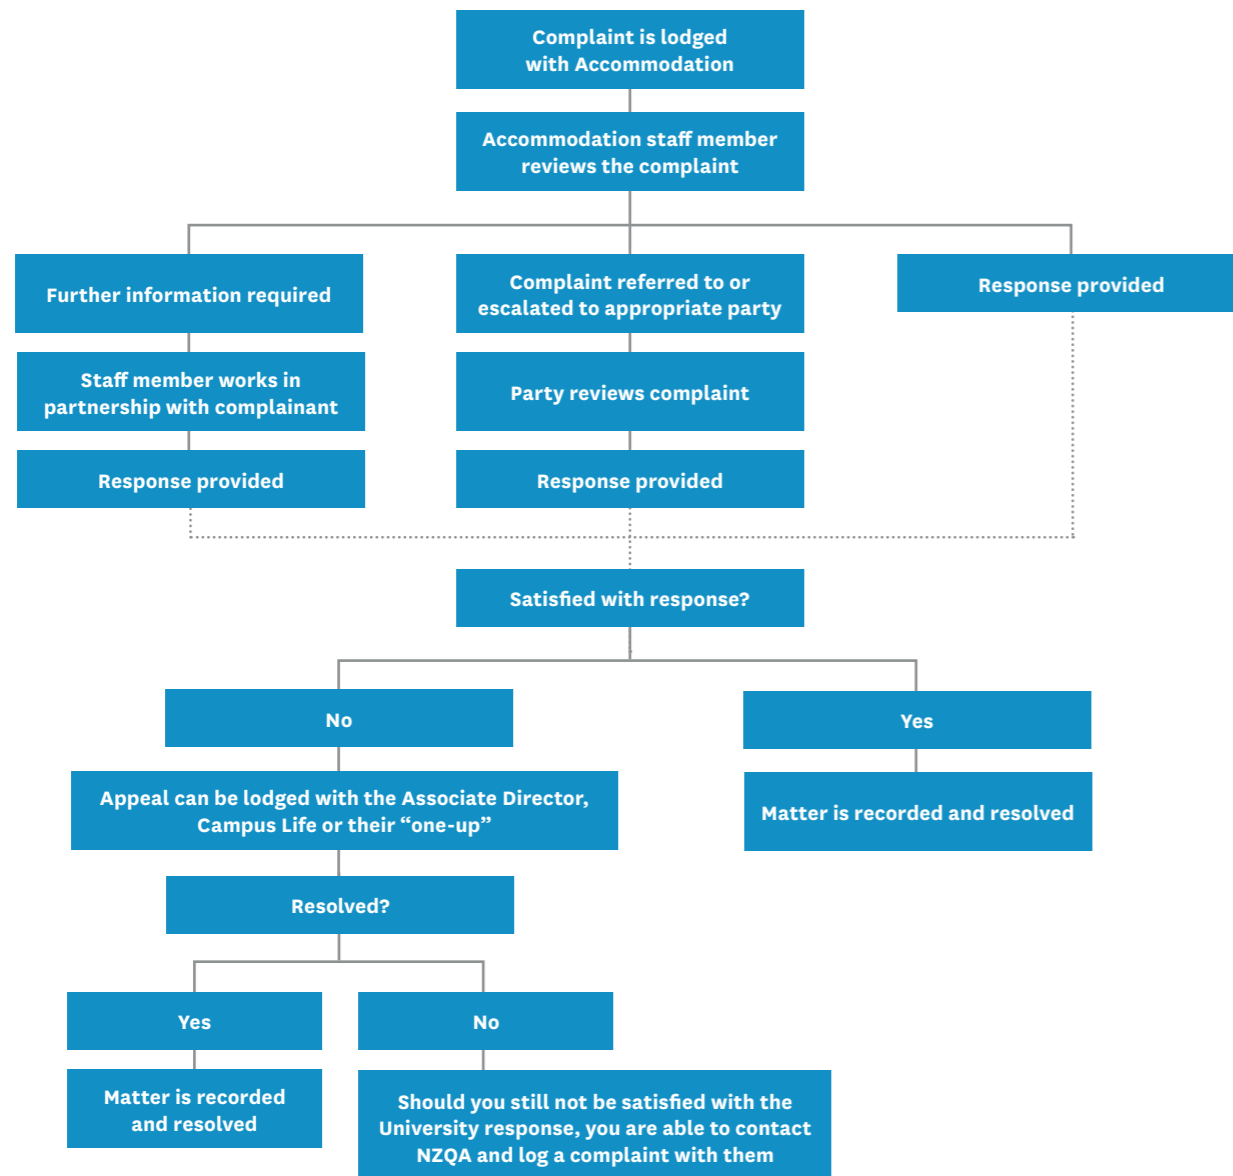 Complaint is lodged
with Accommodation
Accommodation staff member
reviews the complaint
Further information required
Complaint referred to or
escalated to appropriate party
Response provided
Staff member works in
partnership with complainant
Party reviews complaint
Response provided
Response provided
Satisfied with response?
No
Yes
Appeal can be lodged with the Associate Director,
Campus Life or their “one-up”
Matter is recorded and resolved
Resolved?
Yes
No
Matter is recorded
and resolved
Should you still not be satisfied with the
University response, you are able to contact
NZQA and log a complaint with them